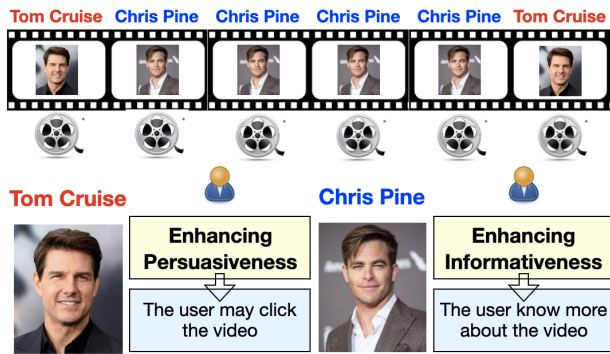 Tom Cruise Chris Pine Chris Pine Chris Pine Chris Pine Tom Cruise
Tom Cruise
Enhancing
Persuasiveness
The user may click
the video
Chris Pine
Enhancing
Informativeness
The user know more
about the video